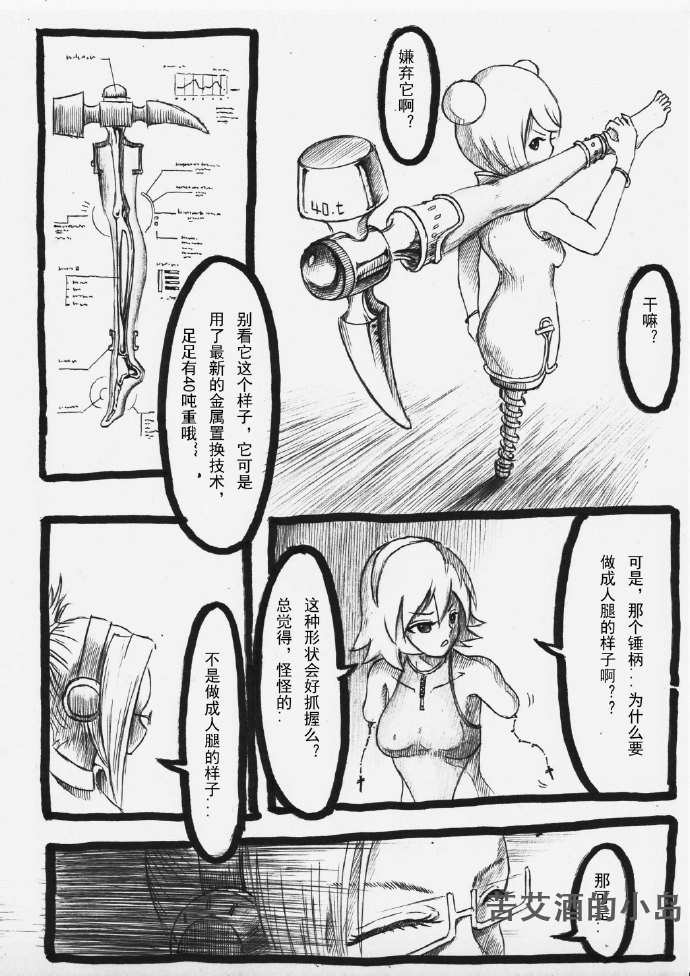 干嘛?
嫌弃它啊?
40.t
别看它这个样子，它可是
用了最新的金属置换技术，
足足有40吨重哦~
可是，那个锤柄...为什么要
做成人腿的样子啊??
这种形状会好抓握么?
总觉得，怪怪的..
不是做成人腿的样子...
那
苦艾酒的小岛